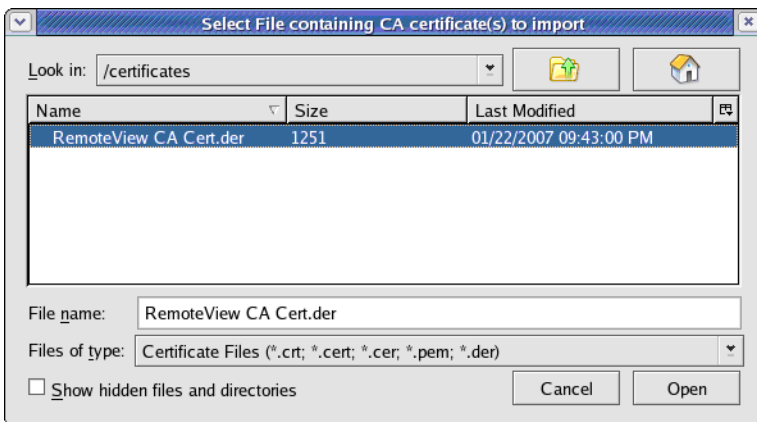 Select File containing CA certificate(s) to import
Look in: /certificates
Name Size Last Modified
RemoteView CA Cert.der 1251 01/22/2007 09:43:00 PM
File name: RemoteView CA Cert.der
Files of type: Certificate Files (*.crt; *.cert; *.cer; *.pem; *.der)
Show hidden files and directories Cancel Open